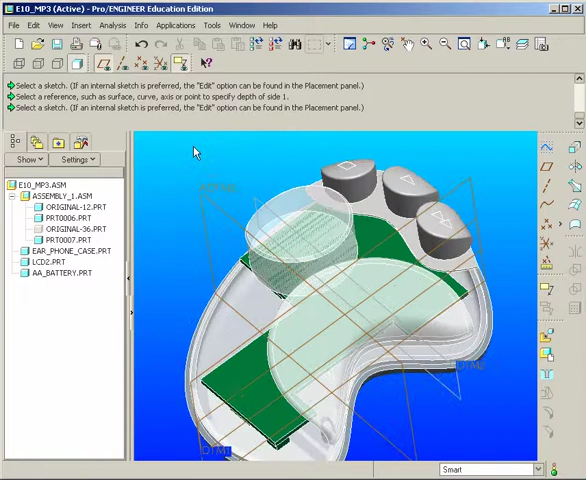 E10_MP3 (Active) - Pro/ENGINEER Education Edition
File Edit View Insert Analysis Info Applications Tools Window Help
Select a sketch. (If an internal sketch is preferred, the "Edit" option can be found in the Placement panel.)
Select a reference, such as surface, curve, axis or point to specify depth of side 1.
Select a sketch. (If an internal sketch is preferred, the "Edit" option can be found in the Placement panel.)
Show Settings
E10_MP3.ASM
ASSEMBLY_1.ASM
ORIGINAL-12.PRT
PRT0006.PRT
ORIGINAL-36.PRT
PRT0007.PRT
EAR_PHONE_CASE.PRT
LCD2.PRT
AA_BATTERY.PRT
DTM2
DTM1
Smart